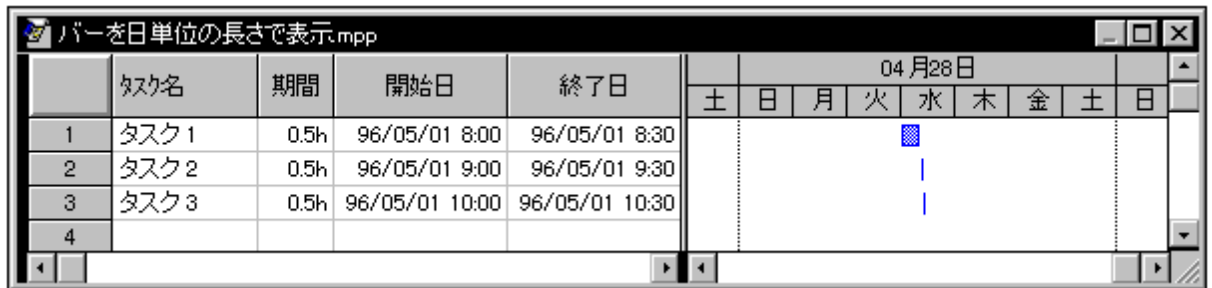 バーを日単位の長さで表示.mpp
ﾀｽｸ名 期間 開始日 終了日 04月28日
土 日 月 火 水 木 金 土 日
1 タスク1 0.5h 96/05/01 8:00 96/05/01 8:30
2 タスク2 0.5h 96/05/01 9:00 96/05/01 9:30
3 タスク3 0.5h 96/05/01 10:00 96/05/01 10:30
4